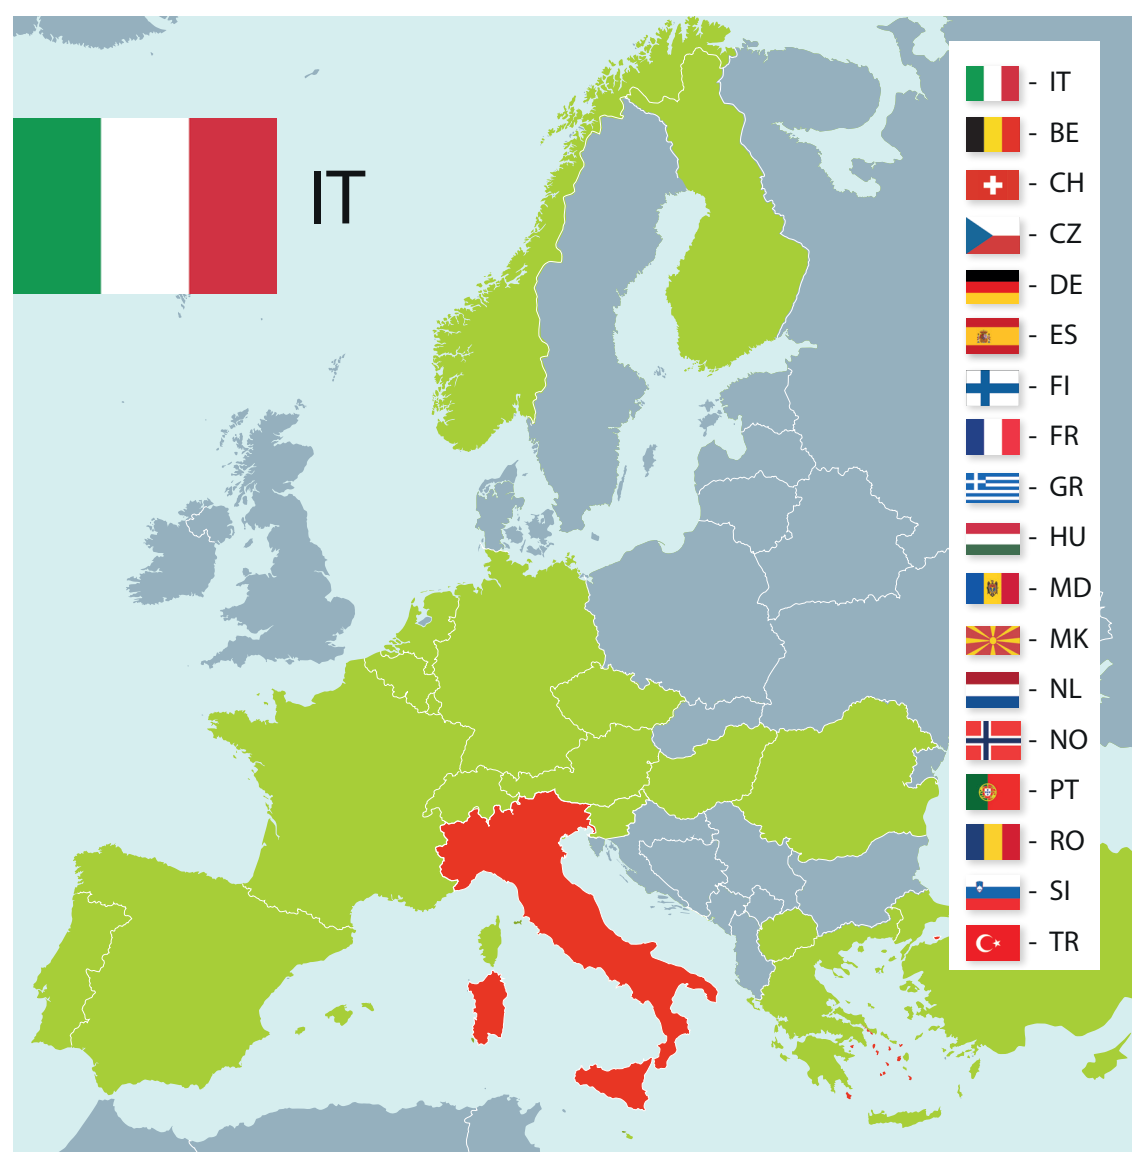 IT
- IT
- BE
- CH
- CZ
- DE
- ES
- FI
- FR
- GR
- HU
- MD
- MK
- NL
- NO
- PT
- RO
- SI
- TR